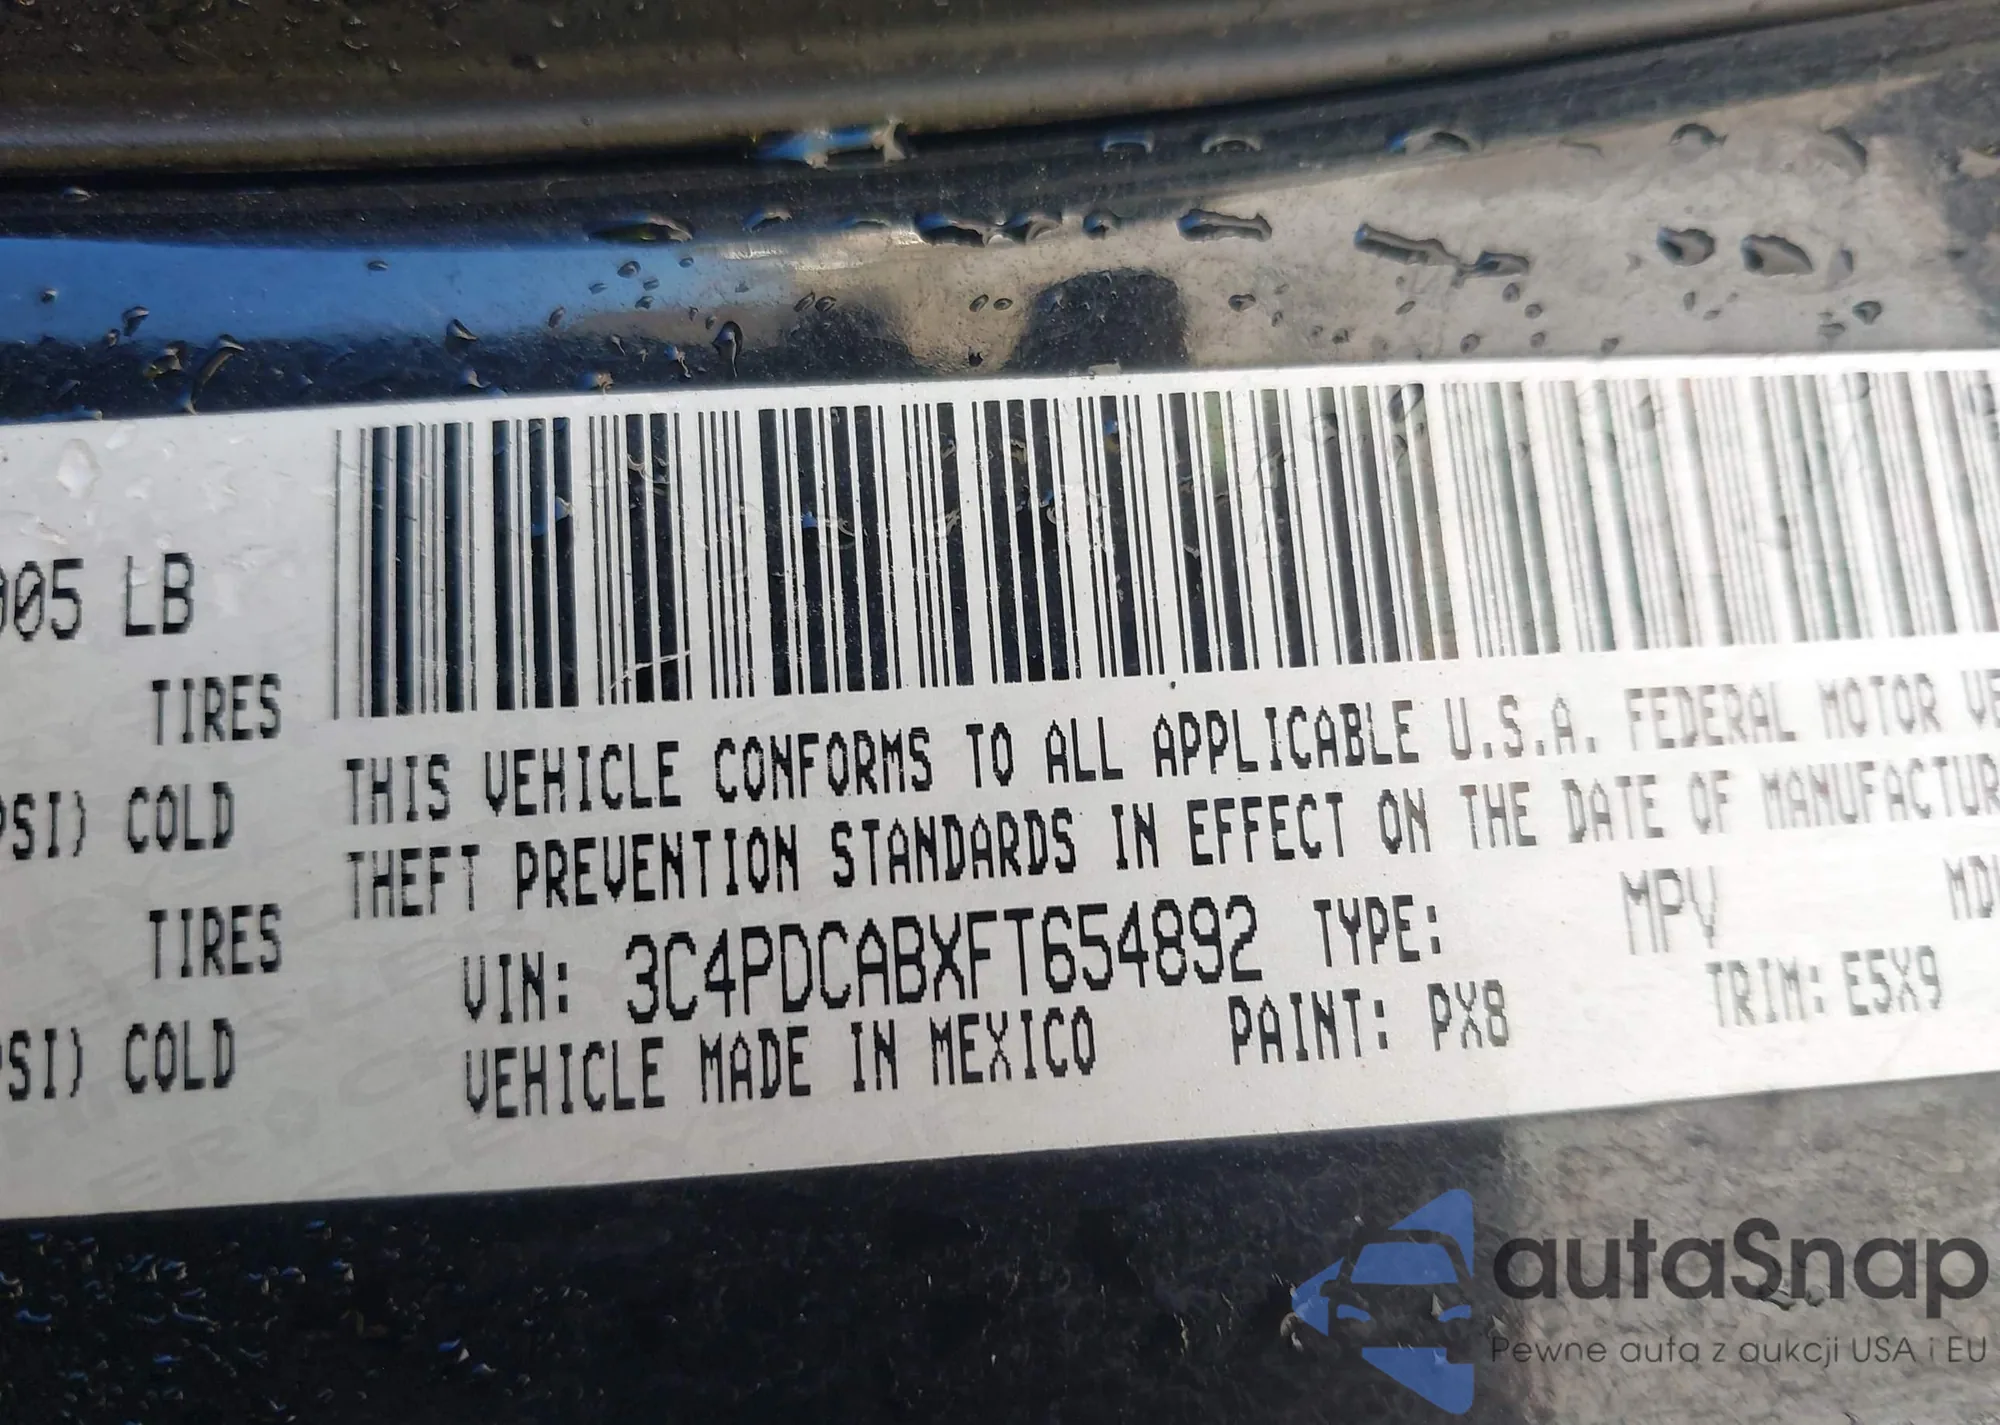 005 LB
TIRES
PSI) COLD
TIRES
PSI) COLD
THIS VEHICLE CONFORMS TO ALL APPLICABLE U.S.A. FEDERAL MOTOR VE
THEFT PREVENTION STANDARDS IN EFFECT ON THE DATE OF MANUFACTUR
VIN: 3C4PDCABXFT654892 TYPE: MPV
VEHICLE MADE IN MEXICO PAINT: PX8 TRIM: E5X9
autaSnap
Pewne auta z aukcji USA i EU